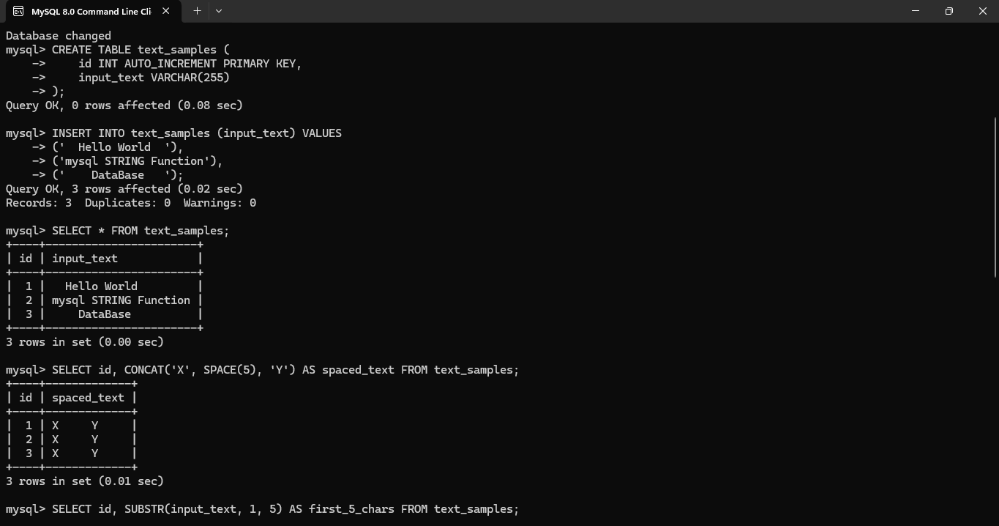 MySQL 8.0 Command Line Cli
Database changed
mysql> CREATE TABLE text_samples (
    ->     id INT AUTO_INCREMENT PRIMARY KEY,
    ->     input_text VARCHAR(255)
    -> );
Query OK, 0 rows affected (0.08 sec)

mysql> INSERT INTO text_samples (input_text) VALUES
    -> ('  Hello World  '),
    -> ('mysql STRING Function'),
    -> ('    DataBase   ');
Query OK, 3 rows affected (0.02 sec)
Records: 3  Duplicates: 0  Warnings: 0

mysql> SELECT * FROM text_samples;
+----+-----------------------+
| id | input_text            |
+----+-----------------------+
|  1 |   Hello World         |
|  2 | mysql STRING Function |
|  3 |     DataBase          |
+----+-----------------------+
3 rows in set (0.00 sec)

mysql> SELECT id, CONCAT('X', SPACE(5), 'Y') AS spaced_text FROM text_samples;
+----+-------------+
| id | spaced_text |
+----+-------------+
|  1 | X     Y     |
|  2 | X     Y     |
|  3 | X     Y     |
+----+-------------+
3 rows in set (0.01 sec)

mysql> SELECT id, SUBSTR(input_text, 1, 5) AS first_5_chars FROM text_samples;